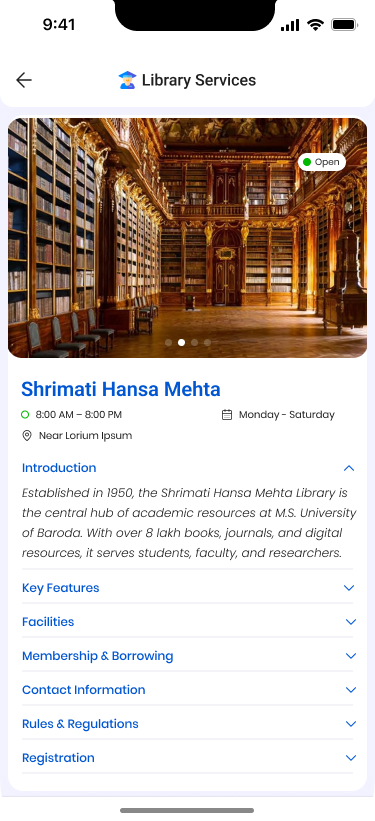 9:41
Library Services
Open
Shrimati Hansa Mehta
8:00 AM – 8:00 PM
Monday - Saturday
Near Lorium Ipsum
Introduction
Established in 1950, the Shrimati Hansa Mehta Library is
the central hub of academic resources at M.S. University
of Baroda. With over 8 lakh books, journals, and digital
resources, it serves students, faculty, and researchers.
Key Features
Facilities
Membership & Borrowing
Contact Information
Rules & Regulations
Registration